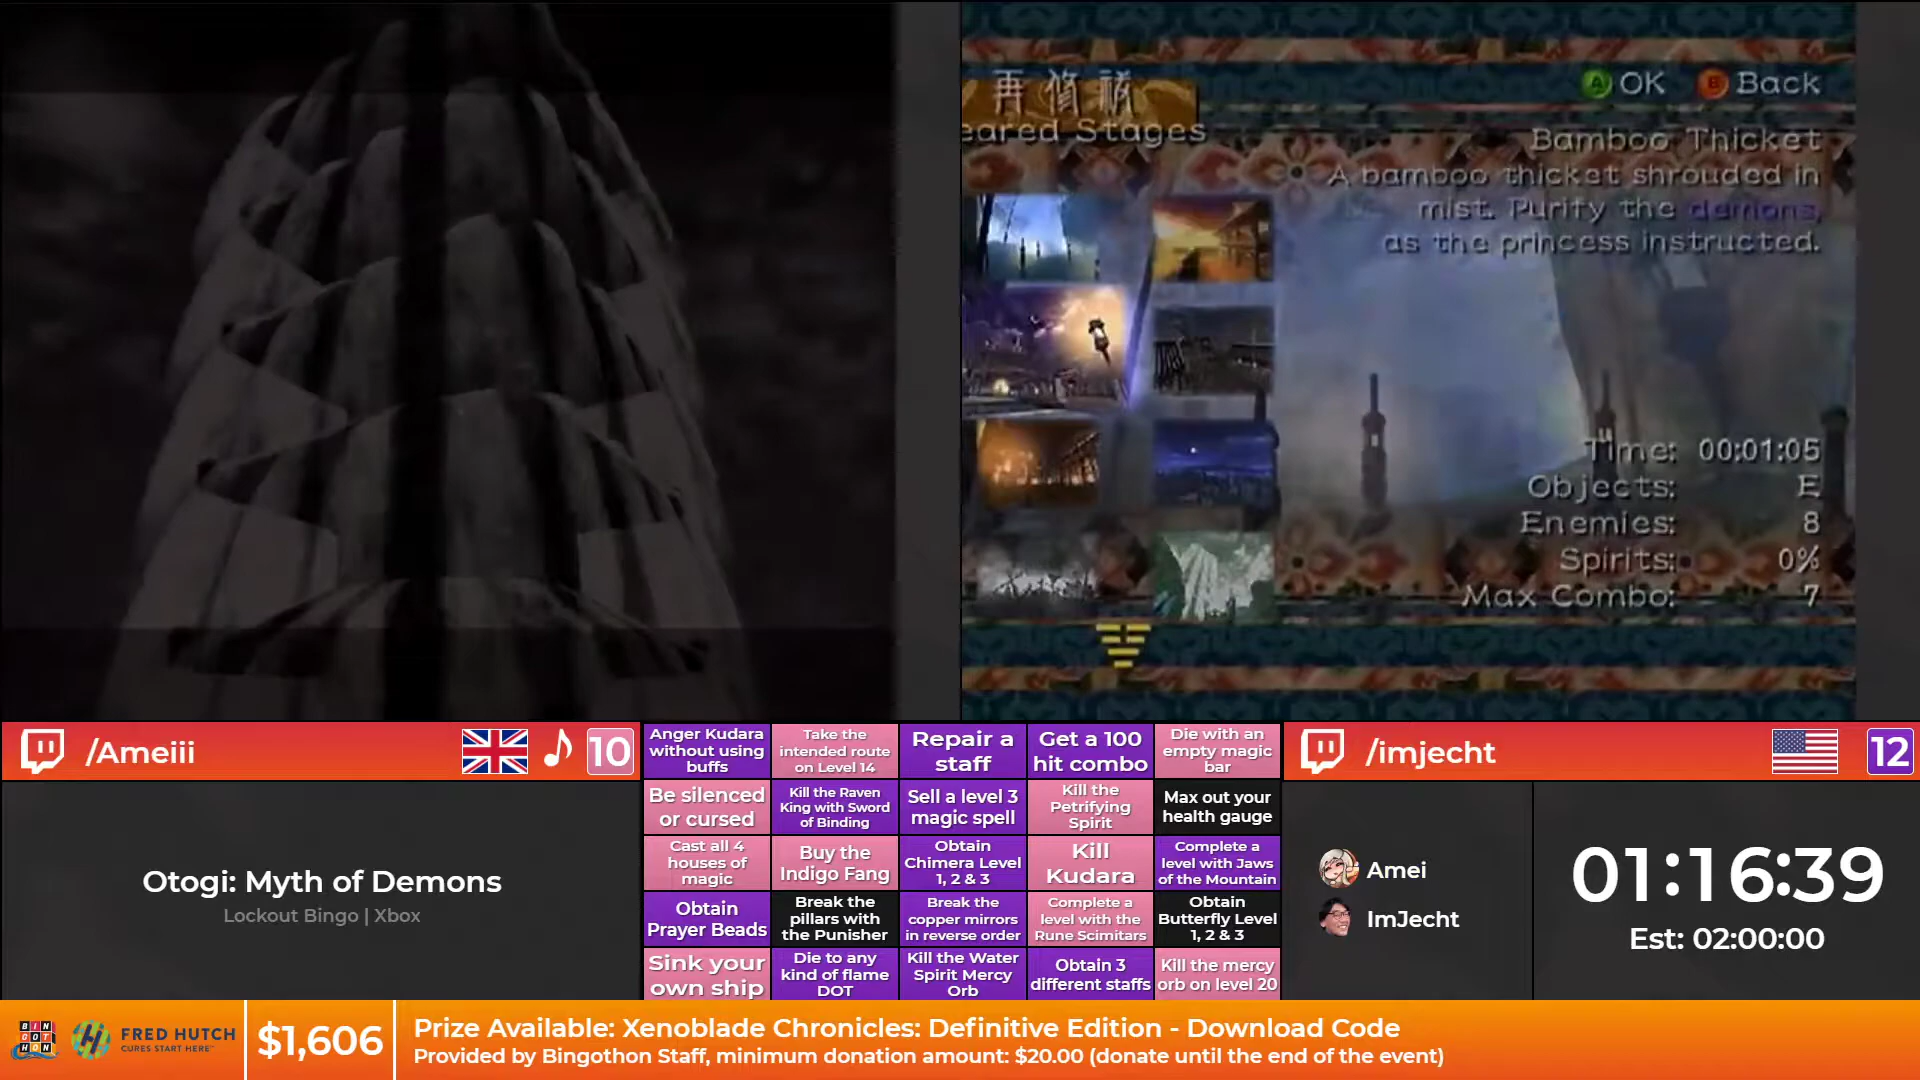 再修祓
eared Stages
A OK B Back
Bamboo Thicket
A bamboo thicket shrouded in
mist. Purify the demons,
as the princess instructed.
Time: 00:01:05
Objects: E
Enemies: 8
Spirits: 0%
Max Combo: 7
/Ameiii
10
Otogi: Myth of Demons
Lockout Bingo | Xbox
Anger Kudara
without using
buffs
Take the
intended route
on Level 14
Repair a
staff
Get a 100
hit combo
Die with an
empty magic
bar
Be silenced
or cursed
Kill the Raven
King with Sword
of Binding
Sell a level 3
magic spell
Kill the
Petrifying
Spirit
Max out your
health gauge
Cast all 4
houses of
magic
Buy the
Indigo Fang
Obtain
Chimera Level
1, 2 & 3
Kill
Kudara
Complete a
level with Jaws
of the Mountain
Obtain
Prayer Beads
Break the
pillars with
the Punisher
Break the
copper mirrors
in reverse order
Complete a
level with the
Rune Scimitars
Obtain
Butterfly Level
1, 2 & 3
Sink your
own ship
Die to any
kind of flame
DOT
Kill the Water
Spirit Mercy
Orb
Obtain 3
different staffs
Kill the mercy
orb on level 20
/imjecht
12
Amei
ImJecht
01:16:39
Est: 02:00:00
BIN
GOT
HON
FRED HUTCH
CURES START HERE™
$1,606
Prize Available: Xenoblade Chronicles: Definitive Edition - Download Code
Provided by Bingothon Staff, minimum donation amount: $20.00 (donate until the end of the event)